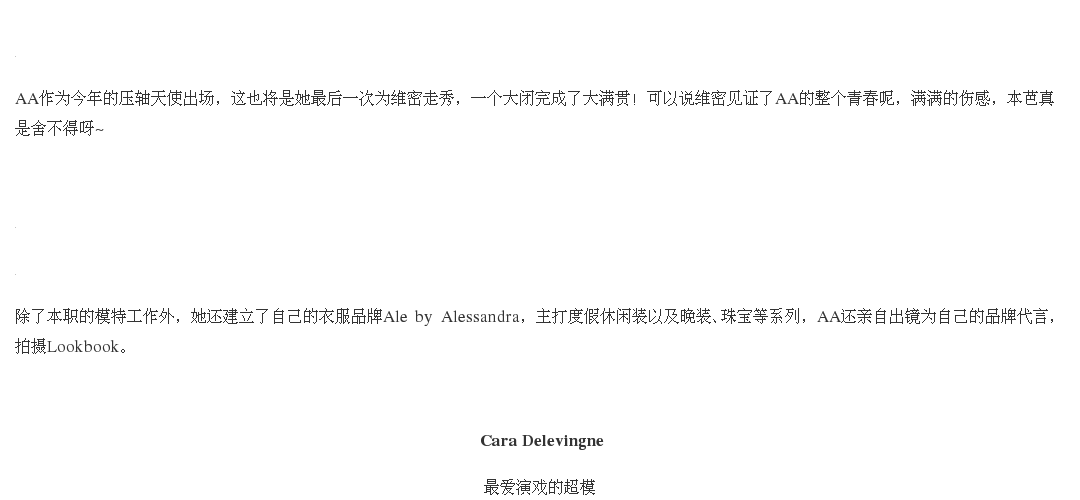 AA作为今年的压轴天使出场，这也将是她最后一次为维密走秀，一个大闭完成了大满贯！可以说维密见证了AA的整个青春呢，满满的伤感，本芭真
是舍不得呀~
除了本职的模特工作外，她还建立了自己的衣服品牌Ale by Alessandra，主打度假休闲装以及晚装、珠宝等系列，AA还亲自出镜为自己的品牌代言，
拍摄Lookbook。
Cara Delevingne
最爱演戏的超模